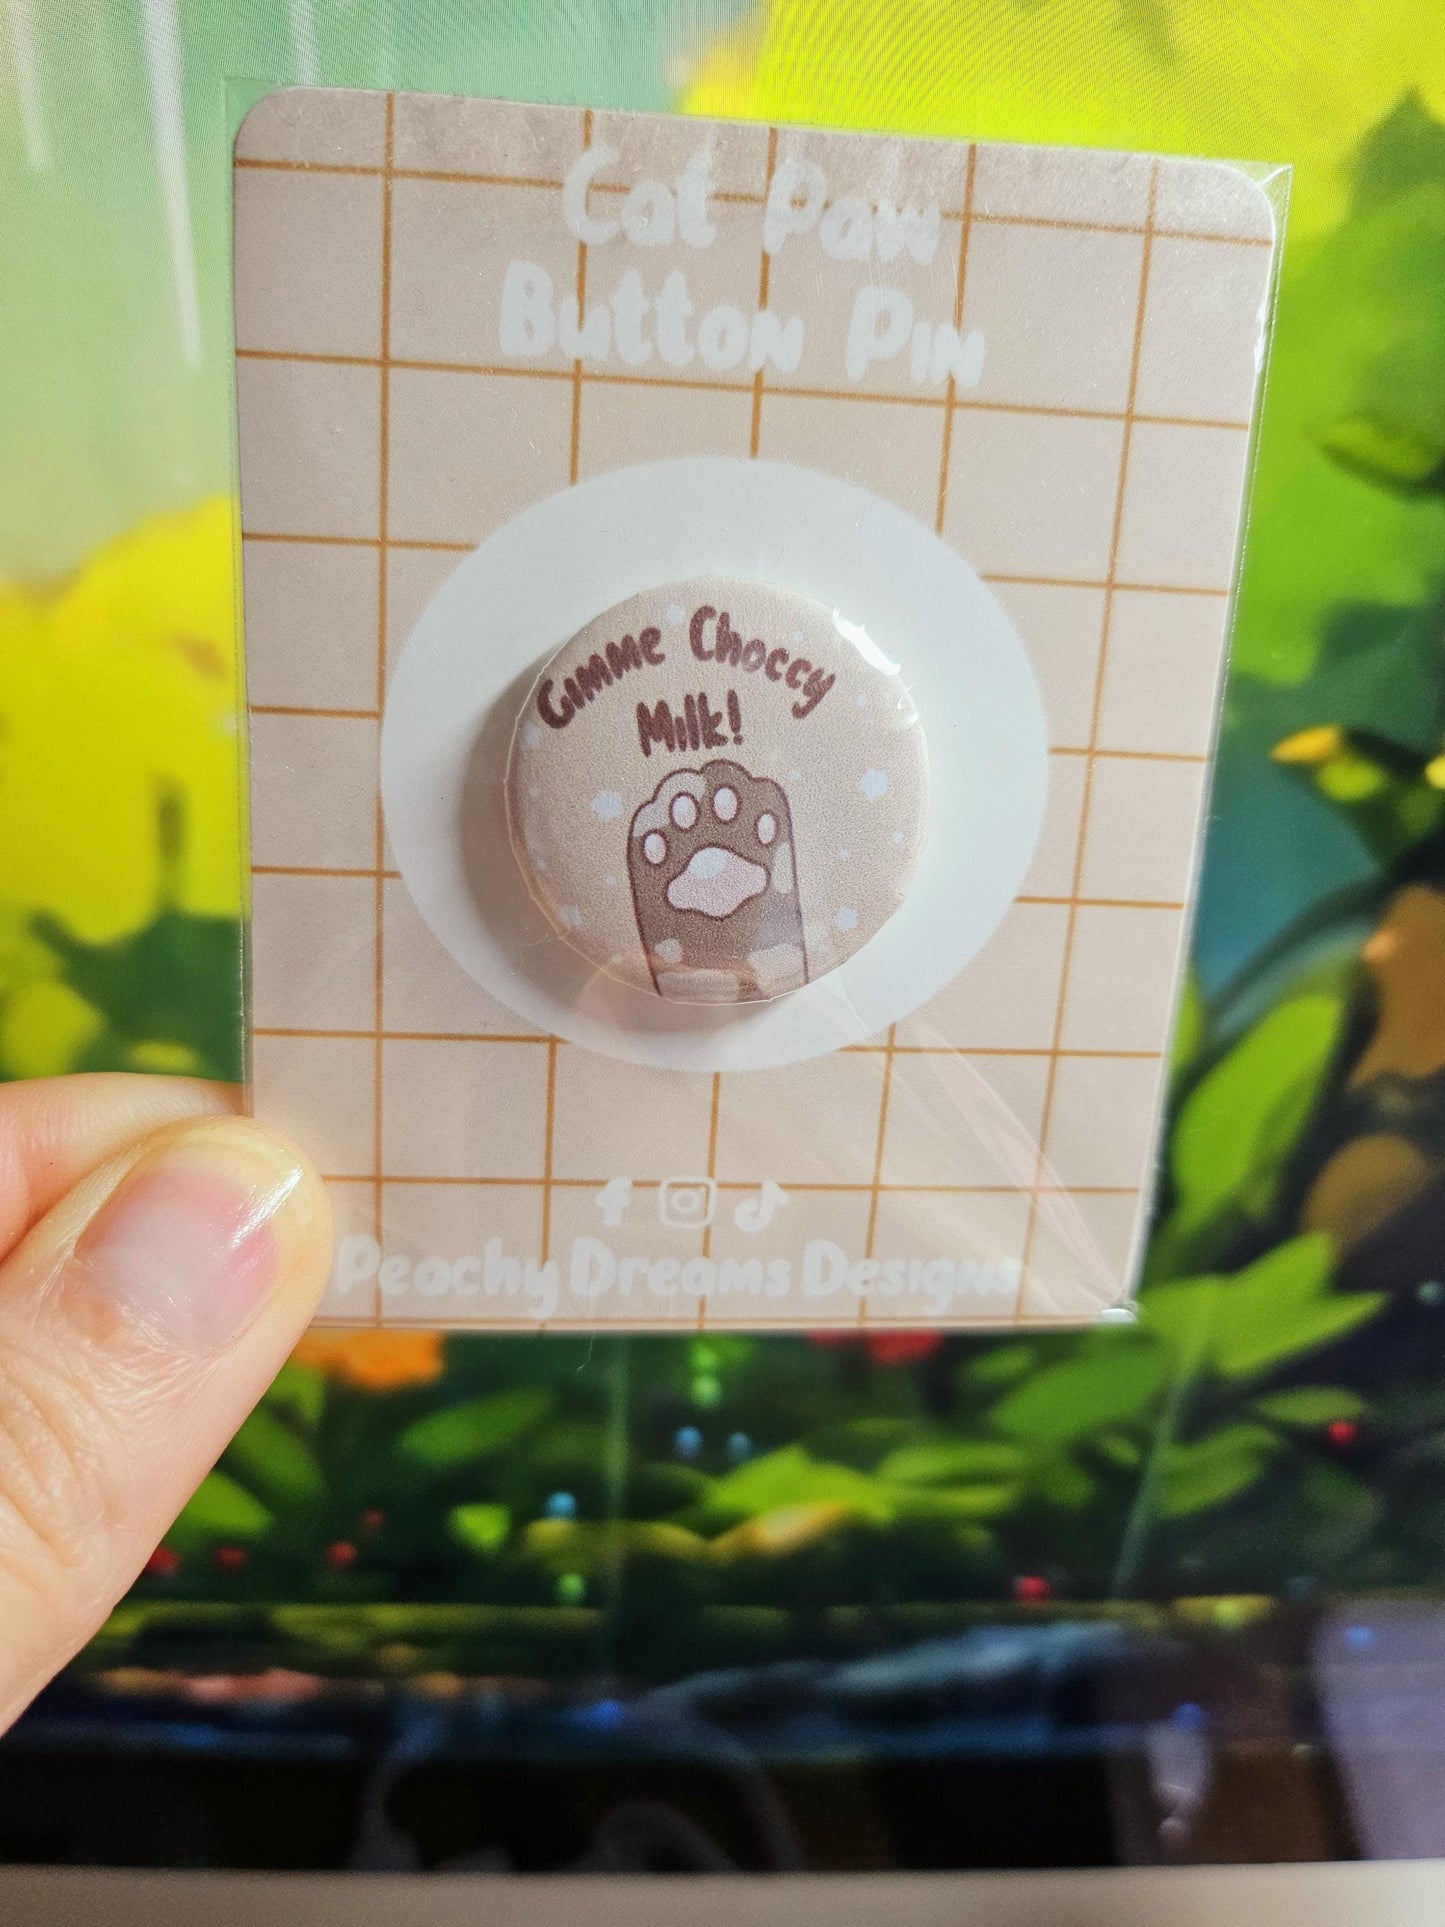 Cat Paw
Button Pin
Gimme Choccy
Milk!
Peachy Dreams Designs